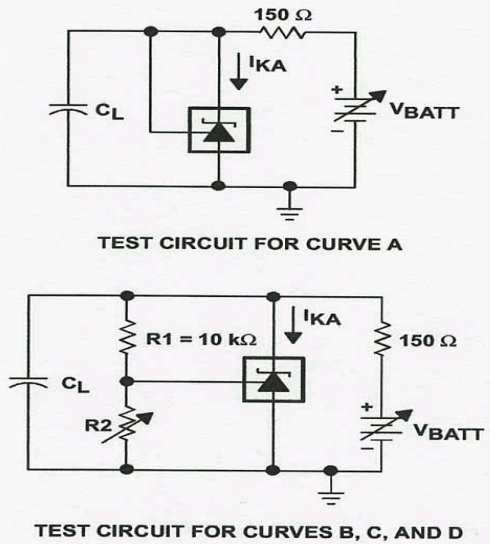 150 Ω
IKA
CL
+
VBATT
–
TEST CIRCUIT FOR CURVE A
IKA
R1 = 10 kΩ
150 Ω
CL
R2
+
VBATT
–
TEST CIRCUIT FOR CURVES B, C, AND D